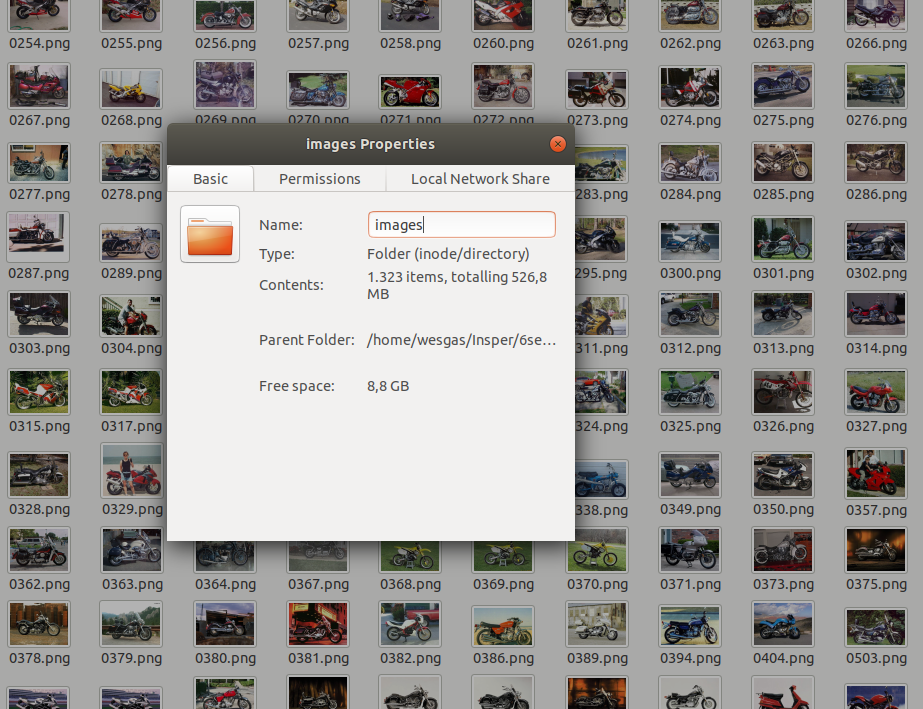 0254.png 0255.png 0256.png 0257.png 0258.png 0260.png 0261.png 0262.png 0263.png 0266.png
0267.png 0268.png 0269.png 0270.png 0271.png 0272.png 0273.png 0274.png 0275.png 0276.png
images Properties
Basic Permissions Local Network Share
0277.png 0278.png 283.png 0284.png 0285.png 0286.png
Name: images
Type: Folder (inode/directory)
0287.png 0289.png 295.png 0300.png 0301.png 0302.png
Contents: 1.323 items, totalling 526,8
MB
Parent Folder: /home/wesgas/Insper/6se…
0303.png 0304.png 311.png 0312.png 0313.png 0314.png
Free space: 8,8 GB
0315.png 0317.png 324.png 0325.png 0326.png 0327.png
0328.png 0329.png 338.png 0349.png 0350.png 0357.png
0362.png 0363.png 0364.png 0367.png 0368.png 0369.png 0370.png 0371.png 0373.png 0375.png
0378.png 0379.png 0380.png 0381.png 0382.png 0386.png 0389.png 0394.png 0404.png 0503.png